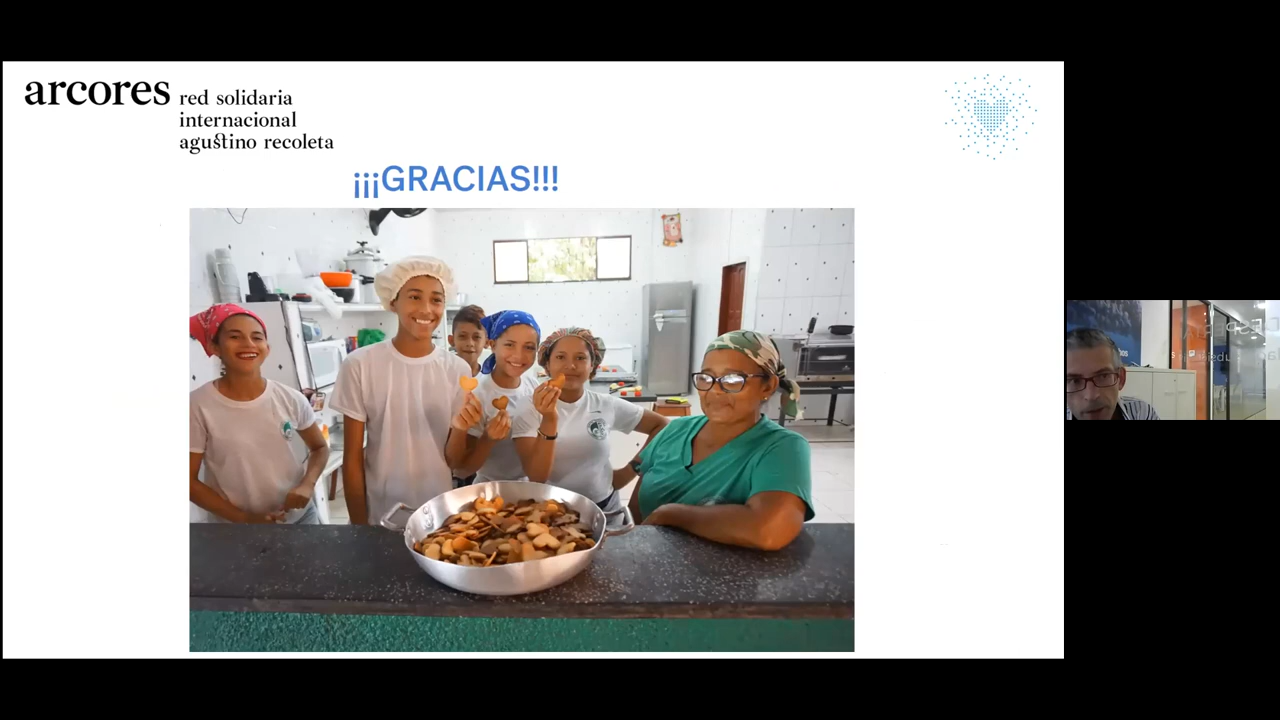 arcores
red solidaria
internacional
agustino recoleta
¡¡¡GRACIAS!!!